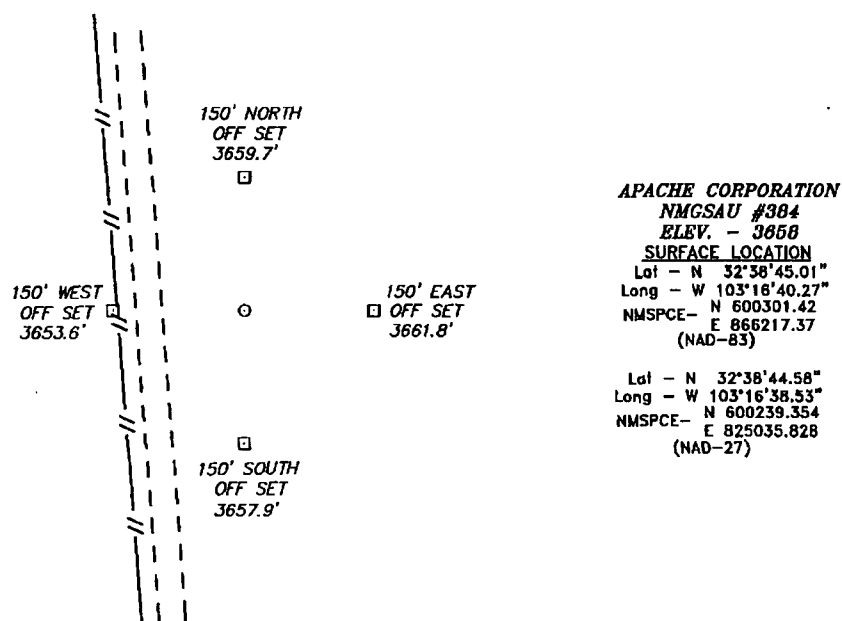 150' NORTH
OFF SET
3659.7'
150' WEST
OFF SET
3653.6'
150' EAST
OFF SET
3661.8'
150' SOUTH
OFF SET
3657.9'
APACHE CORPORATION
NMGSAU #384
ELEV. - 3658
SURFACE LOCATION
Lat - N 32°38'45.01"
Long - W 103°16'40.27"
NMSPCE- N 600301.42
E 866217.37
(NAD-83)
Lat - N 32°38'44.58"
Long - W 103°16'38.53"
NMSPCE- N 600239.354
E 825035.828
(NAD-27)